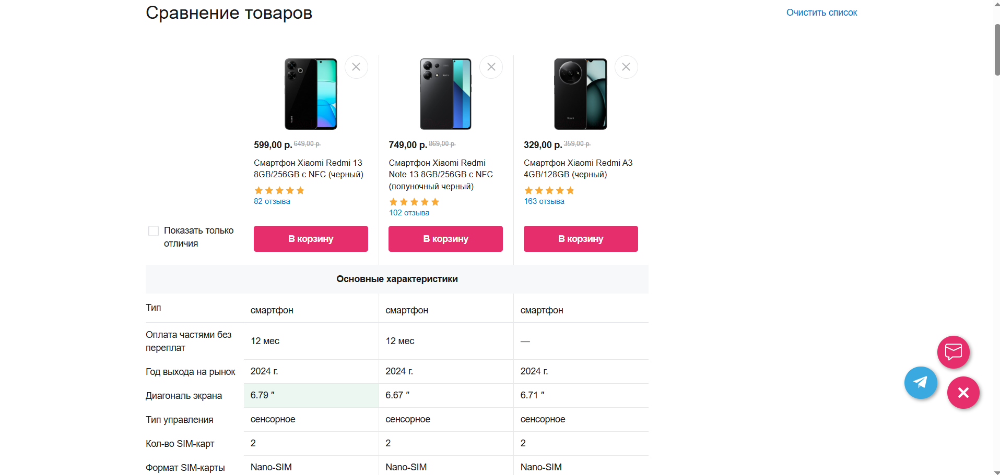 Сравнение товаров
Очистить список
599,00 р. 649,00 р.
Смартфон Xiaomi Redmi 13
8GB/256GB с NFC (черный)
82 отзыва
749,00 р. 869,00 р.
Смартфон Xiaomi Redmi
Note 13 8GB/256GB с NFC
(полуночный черный)
102 отзыва
329,00 р. 359,00 р.
Смартфон Xiaomi Redmi A3
4GB/128GB (черный)
163 отзыва
Показать только
отличия
В корзину
В корзину
В корзину
Основные характеристики
Тип
смартфон
смартфон
смартфон
Оплата частями без
переплат
12 мес
12 мес
—
Год выхода на рынок
2024 г.
2024 г.
2024 г.
Диагональ экрана
6.79 ″
6.67 ″
6.71 ″
Тип управления
сенсорное
сенсорное
сенсорное
Кол-во SIM-карт
2
2
2
Формат SIM-карты
Nano-SIM
Nano-SIM
Nano-SIM